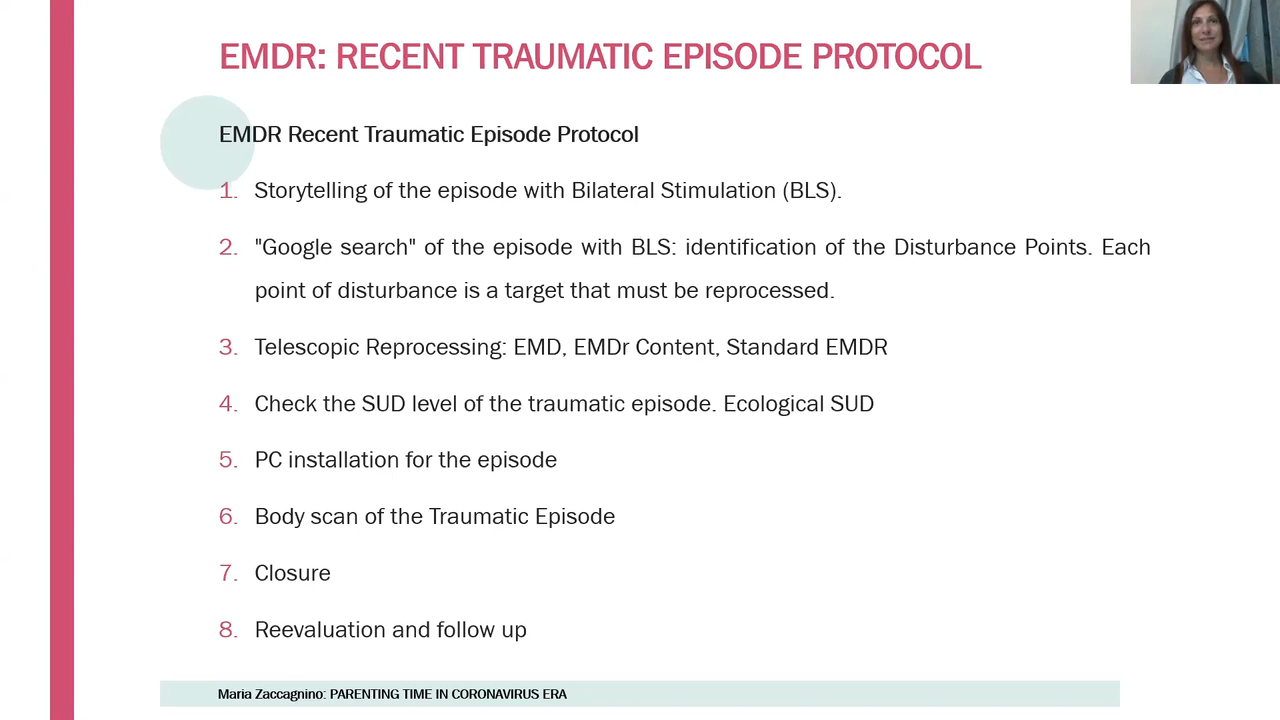 EMDR: RECENT TRAUMATIC EPISODE PROTOCOL
EMDR Recent Traumatic Episode Protocol
1. Storytelling of the episode with Bilateral Stimulation (BLS).
2. "Google search" of the episode with BLS: identification of the Disturbance Points. Each
point of disturbance is a target that must be reprocessed.
3. Telescopic Reprocessing: EMD, EMDr Content, Standard EMDR
4. Check the SUD level of the traumatic episode. Ecological SUD
5. PC installation for the episode
6. Body scan of the Traumatic Episode
7. Closure
8. Reevaluation and follow up
Maria Zaccagnino: PARENTING TIME IN CORONAVIRUS ERA